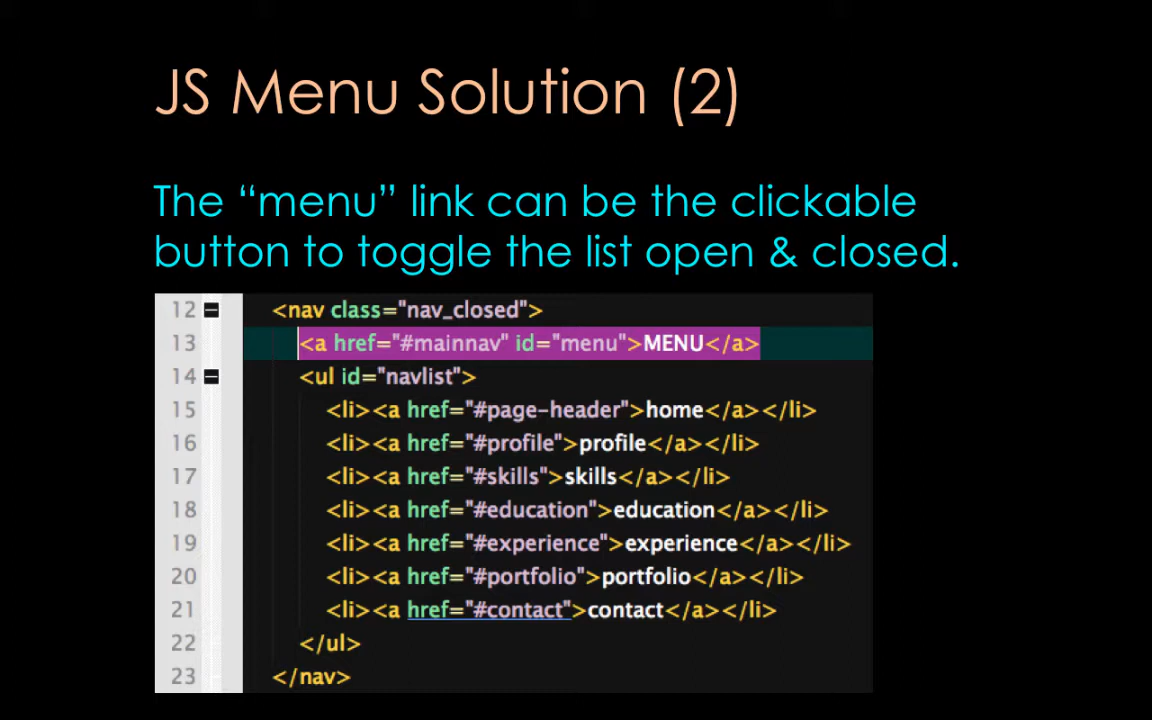 JS Menu Solution (2)
The “menu” link can be the clickable
button to toggle the list open & closed.
12 <nav class="nav_closed">
13 <a href="#mainnav" id="menu">MENU</a>
14 <ul id="navlist">
15 <li><a href="#page-header">home</a></li>
16 <li><a href="#profile">profile</a></li>
17 <li><a href="#skills">skills</a></li>
18 <li><a href="#education">education</a></li>
19 <li><a href="#experience">experience</a></li>
20 <li><a href="#portfolio">portfolio</a></li>
21 <li><a href="#contact">contact</a></li>
22 </ul>
23 </nav>